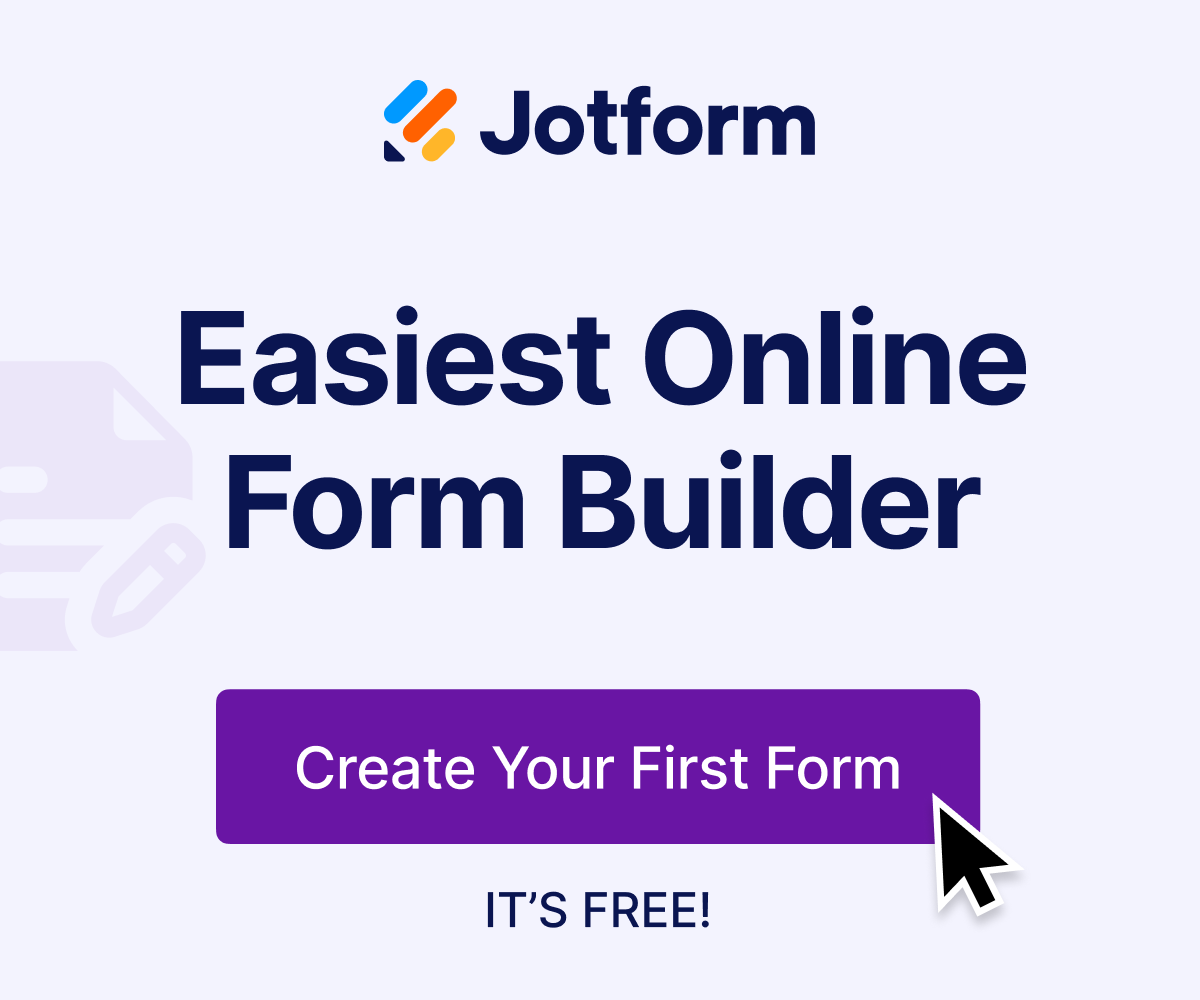 Jotform
Easiest Online
Form Builder
Create Your First Form
IT’S FREE!